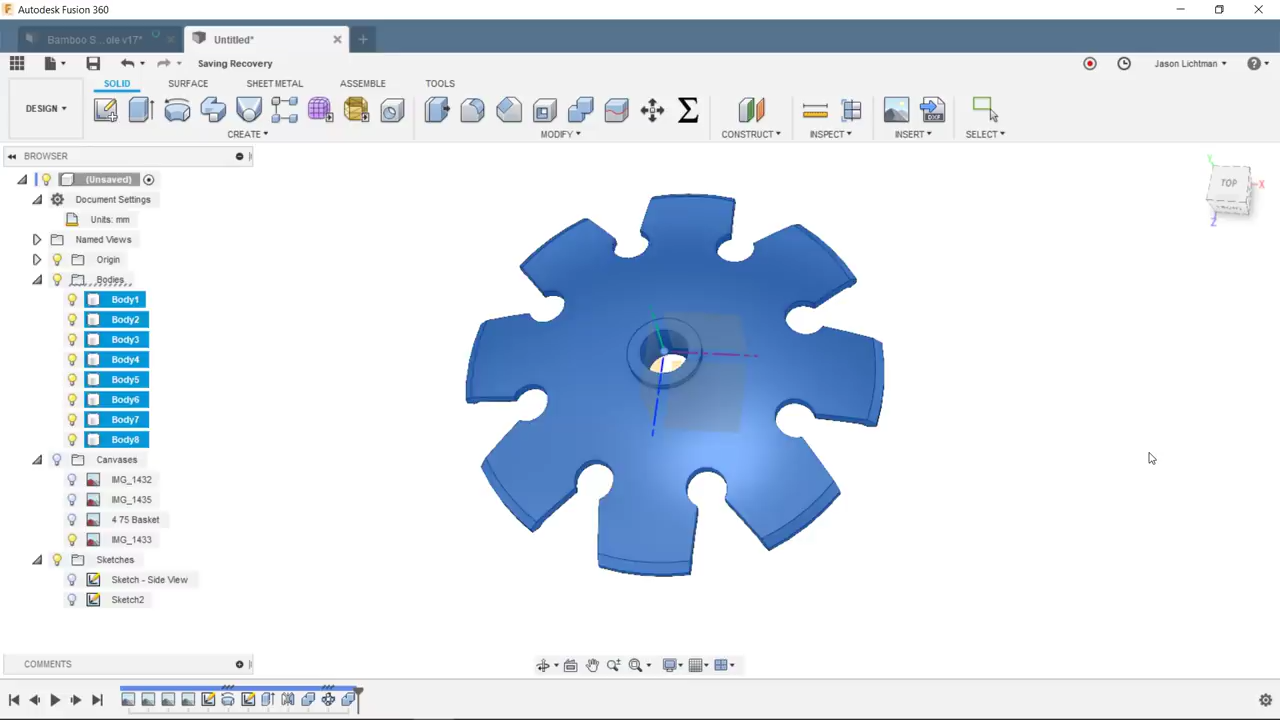 Autodesk Fusion 360
Bamboo S...ole v17*
Untitled*
Saving Recovery
Jason Lichtman
SOLID
SURFACE
SHEET METAL
ASSEMBLE
TOOLS
DESIGN
CREATE
MODIFY
CONSTRUCT
INSPECT
INSERT
SELECT
BROWSER
(Unsaved)
Document Settings
Units: mm
Named Views
Origin
Bodies
Body1
Body2
Body3
Body4
Body5
Body6
Body7
Body8
Canvases
IMG_1432
IMG_1435
4 75 Basket
IMG_1433
Sketches
Sketch - Side View
Sketch2
TOP
X
Y
Z
COMMENTS